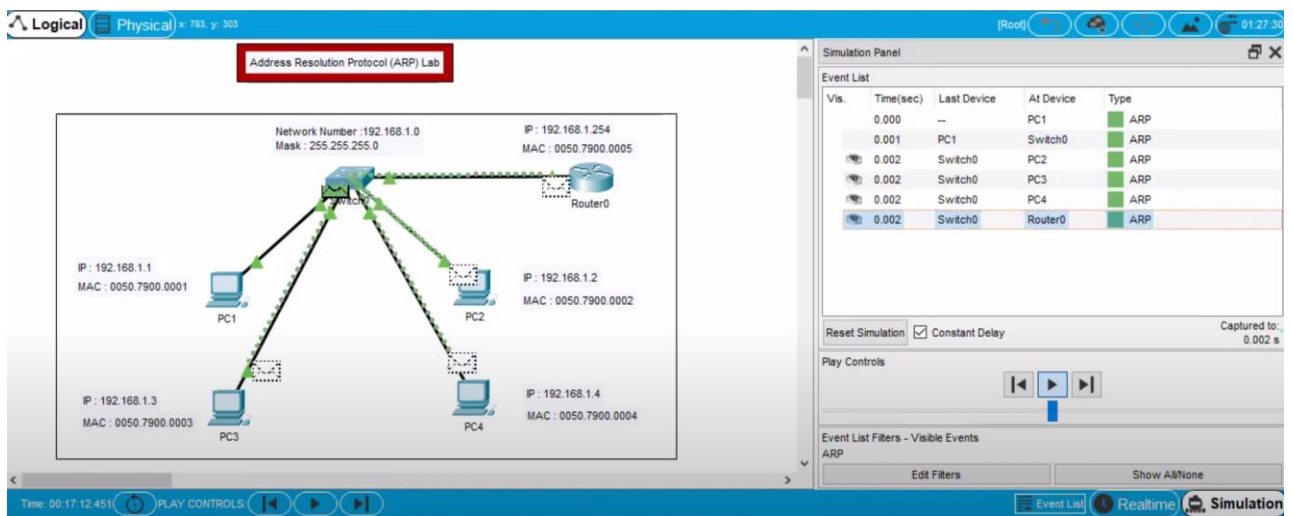 Logical Physical x: 783, y: 303 [Root] 01:27:30
Address Resolution Protocol (ARP) Lab
Network Number :192.168.1.0
Mask : 255.255.255.0
IP : 192.168.1.254
MAC : 0050.7900.0005
Switch0
Router0
IP : 192.168.1.1
MAC : 0050.7900.0001
PC1
IP : 192.168.1.2
MAC : 0050.7900.0002
PC2
IP : 192.168.1.3
MAC : 0050.7900.0003
PC3
IP : 192.168.1.4
MAC : 0050.7900.0004
PC4
Simulation Panel
Event List
Vis. Time(sec) Last Device At Device Type
0.000 -- PC1 ARP
0.001 PC1 Switch0 ARP
0.002 Switch0 PC2 ARP
0.002 Switch0 PC3 ARP
0.002 Switch0 PC4 ARP
0.002 Switch0 Router0 ARP
Reset Simulation Constant Delay
Captured to:
0.002 s
Play Controls
Event List Filters - Visible Events
ARP
Edit Filters Show All/None
Time: 00:17:12.451 PLAY CONTROLS: Event List Realtime Simulation